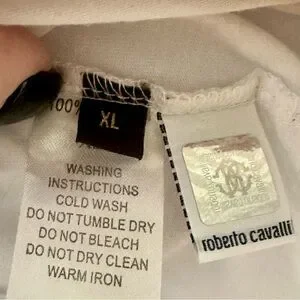 100%
XL
WASHING
INSTRUCTIONS
COLD WASH
DO NOT TUMBLE DRY
DO NOT BLEACH
DO NOT DRY CLEAN
WARM IRON
roberto cavalli